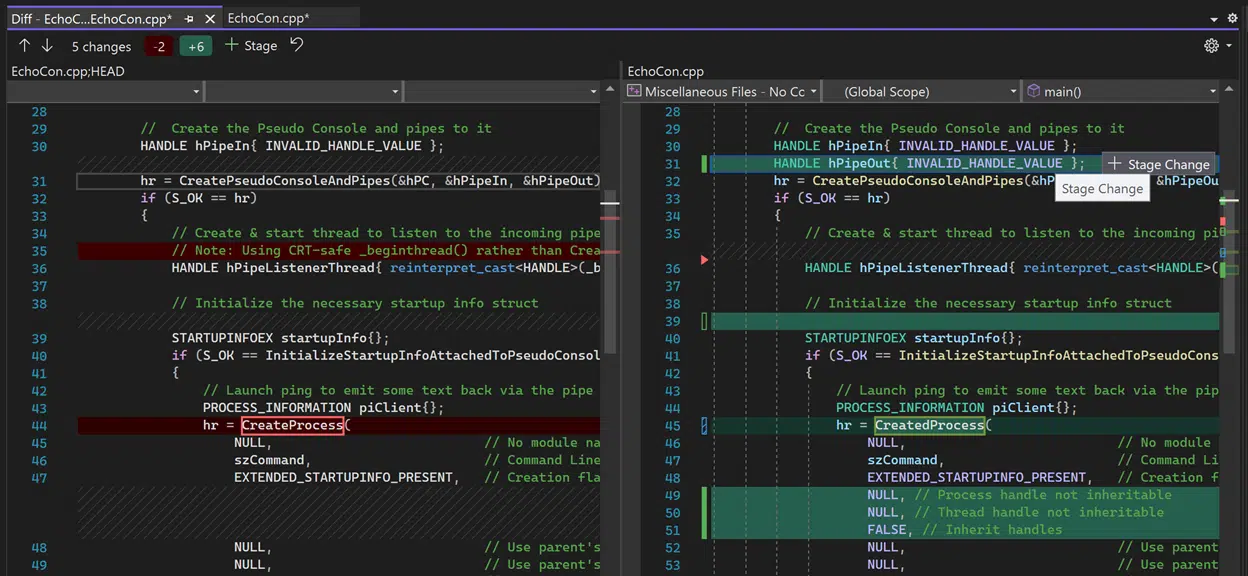 Diff - EchoC...EchoCon.cpp*
EchoCon.cpp*
5 changes -2 +6 Stage
EchoCon.cpp;HEAD
28
29 // Create the Pseudo Console and pipes to it
30 HANDLE hPipeIn{ INVALID_HANDLE_VALUE };
31 hr = CreatePseudoConsoleAndPipes(&hPC, &hPipeIn, &hPipeOut)
32 if (S_OK == hr)
33 {
34 // Create & start thread to listen to the incoming pipe
35 // Note: Using CRT-safe _beginthread() rather than Crea
36 HANDLE hPipeListenerThread{ reinterpret_cast<HANDLE>(_b
37
38 // Initialize the necessary startup info struct
39 STARTUPINFOEX startupInfo{};
40 if (S_OK == InitializeStartupInfoAttachedToPseudoConsol
41 {
42 // Launch ping to emit some text back via the pipe
43 PROCESS_INFORMATION piClient{};
44 hr = CreateProcess(
45 NULL, // No module na
46 szCommand, // Command Line
47 EXTENDED_STARTUPINFO_PRESENT, // Creation fla
48 NULL, // Use parent's
49 NULL, // Use parent's
EchoCon.cpp
Miscellaneous Files - No Cc (Global Scope) main()
28
29 // Create the Pseudo Console and pipes to it
30 HANDLE hPipeIn{ INVALID_HANDLE_VALUE };
31 HANDLE hPipeOut{ INVALID_HANDLE_VALUE }; Stage Change
Stage Change
32 hr = CreatePseudoConsoleAndPipes(&hP &hPipeOu
33 if (S_OK == hr)
34 {
35 // Create & start thread to listen to the incoming pi
36 HANDLE hPipeListenerThread{ reinterpret_cast<HANDLE>(
37
38 // Initialize the necessary startup info struct
39
40 STARTUPINFOEX startupInfo{};
41 if (S_OK == InitializeStartupInfoAttachedToPseudoCons
42 {
43 // Launch ping to emit some text back via the pip
44 PROCESS_INFORMATION piClient{};
45 hr = CreatedProcess(
46 NULL, // No module
47 szCommand, // Command Li
48 EXTENDED_STARTUPINFO_PRESENT, // Creation f
49 NULL, // Process handle not inheritable
50 NULL, // Thread handle not inheritable
51 FALSE, // Inherit handles
52 NULL, // Use parent
53 NULL, // Use parent